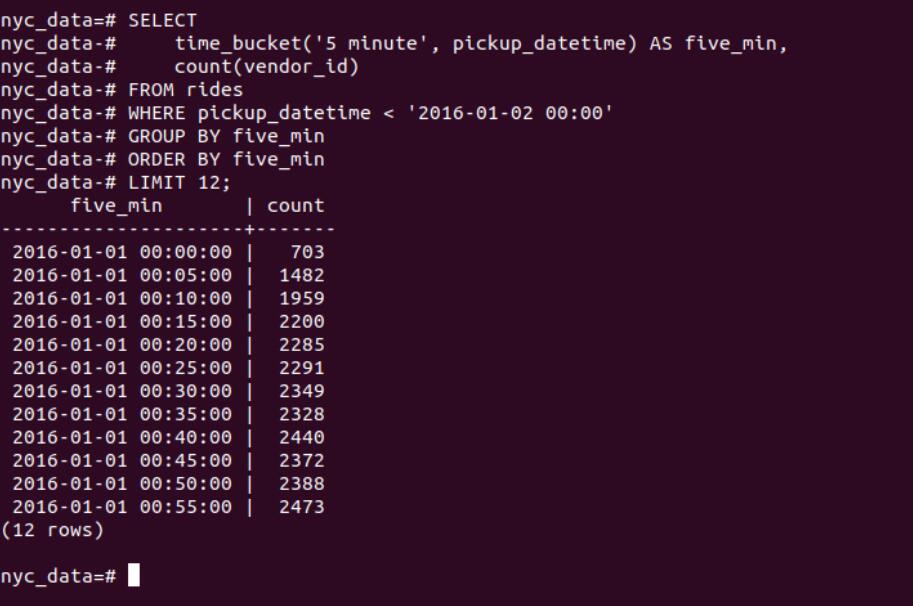 nyc_data=# SELECT
nyc_data-#     time_bucket('5 minute', pickup_datetime) AS five_min,
nyc_data-#     count(vendor_id)
nyc_data-# FROM rides
nyc_data-# WHERE pickup_datetime < '2016-01-02 00:00'
nyc_data-# GROUP BY five_min
nyc_data-# ORDER BY five_min
nyc_data-# LIMIT 12;
      five_min       | count
---------------------+-------
 2016-01-01 00:00:00 |   703
 2016-01-01 00:05:00 |  1482
 2016-01-01 00:10:00 |  1959
 2016-01-01 00:15:00 |  2200
 2016-01-01 00:20:00 |  2285
 2016-01-01 00:25:00 |  2291
 2016-01-01 00:30:00 |  2349
 2016-01-01 00:35:00 |  2328
 2016-01-01 00:40:00 |  2440
 2016-01-01 00:45:00 |  2372
 2016-01-01 00:50:00 |  2388
 2016-01-01 00:55:00 |  2473
(12 rows)

nyc_data=#